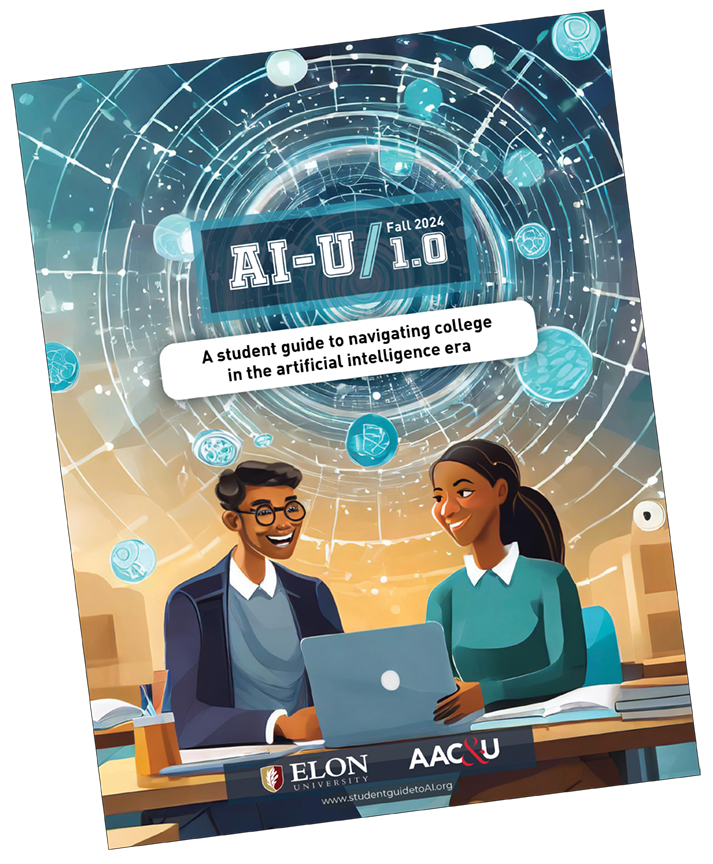 Fall 2024
AI-U/1.0
A student guide to navigating college
in the artificial intelligence era
ELON
UNIVERSITY
AAC&U
www.studentguidetoAI.org